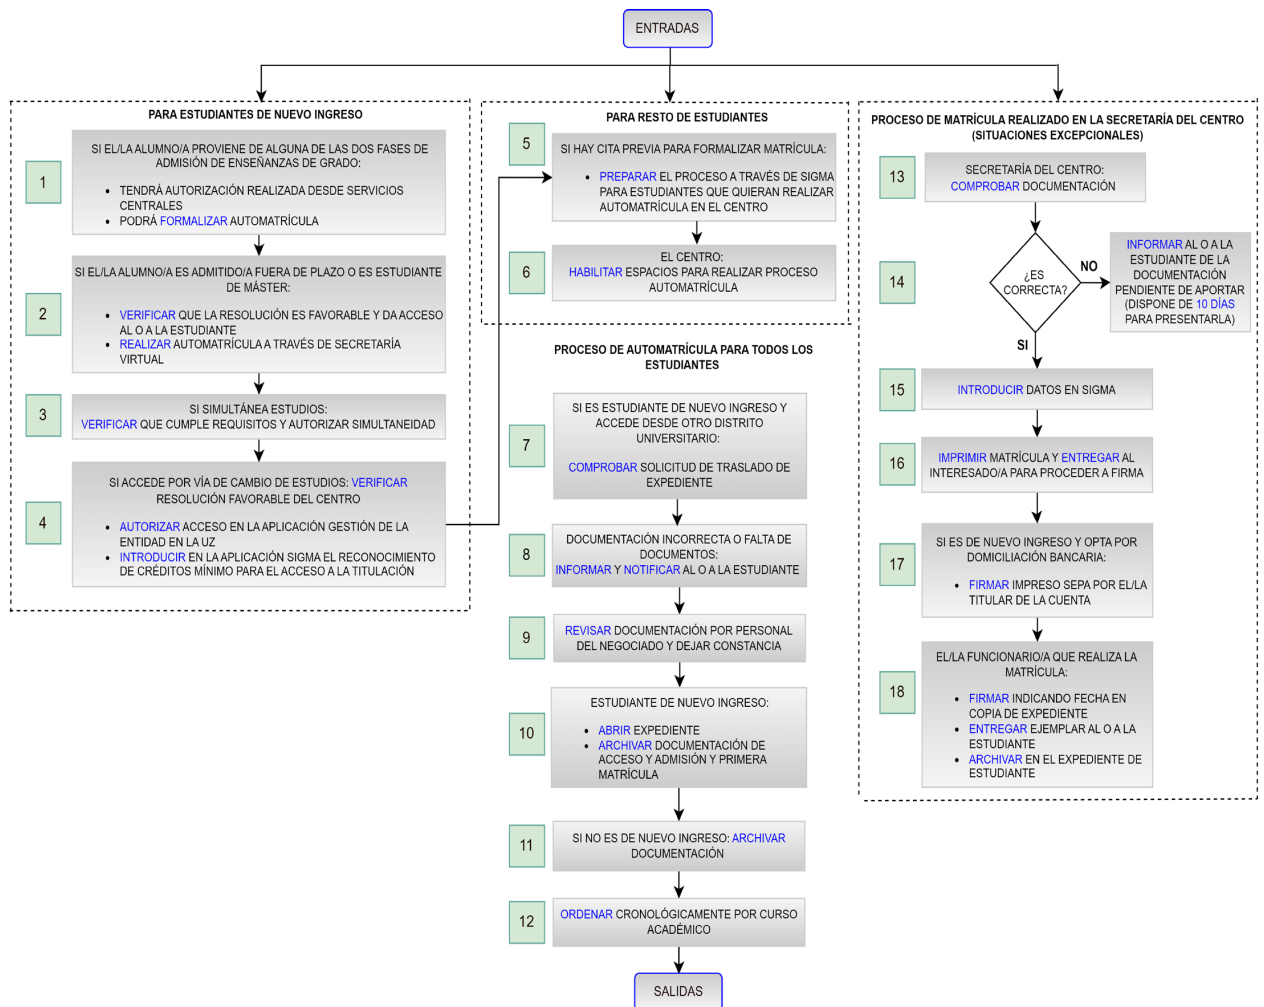 ENTRADAS
PARA ESTUDIANTES DE NUEVO INGRESO
1
SI EL/LA ALUMNO/A PROVIENE DE ALGUNA DE LAS DOS FASES DE
ADMISIÓN DE ENSEÑANZAS DE GRADO:
• TENDRÁ AUTORIZACIÓN REALIZADA DESDE SERVICIOS
CENTRALES
• PODRÁ FORMALIZAR AUTOMATRÍCULA
2
SI EL/LA ALUMNO/A ES ADMITIDO/A FUERA DE PLAZO O ES ESTUDIANTE
DE MÁSTER:
• VERIFICAR QUE LA RESOLUCIÓN ES FAVORABLE Y DA ACCESO
AL O A LA ESTUDIANTE
• REALIZAR AUTOMATRÍCULA A TRAVÉS DE SECRETARÍA
VIRTUAL
3
SI SIMULTÁNEA ESTUDIOS:
VERIFICAR QUE CUMPLE REQUISITOS Y AUTORIZAR SIMULTANEIDAD
4
SI ACCEDE POR VÍA DE CAMBIO DE ESTUDIOS: VERIFICAR
RESOLUCIÓN FAVORABLE DEL CENTRO
• AUTORIZAR ACCESO EN LA APLICACIÓN GESTIÓN DE LA
ENTIDAD EN LA UZ
• INTRODUCIR EN LA APLICACIÓN SIGMA EL RECONOCIMIENTO
DE CRÉDITOS MÍNIMO PARA EL ACCESO A LA TITULACIÓN
PARA RESTO DE ESTUDIANTES
5
SI HAY CITA PREVIA PARA FORMALIZAR MATRÍCULA:
• PREPARAR EL PROCESO A TRAVÉS DE SIGMA
PARA ESTUDIANTES QUE QUIERAN REALIZAR
AUTOMATRÍCULA EN EL CENTRO
6
EL CENTRO:
HABILITAR ESPACIOS PARA REALIZAR PROCESO
AUTOMATRÍCULA
PROCESO DE AUTOMATRÍCULA PARA TODOS LOS
ESTUDIANTES
7
SI ES ESTUDIANTE DE NUEVO INGRESO Y
ACCEDE DESDE OTRO DISTRITO
UNIVERSITARIO:
COMPROBAR SOLICITUD DE TRASLADO DE
EXPEDIENTE
8
DOCUMENTACIÓN INCORRECTA O FALTA DE
DOCUMENTOS:
INFORMAR Y NOTIFICAR AL O A LA ESTUDIANTE
9
REVISAR DOCUMENTACIÓN POR PERSONAL
DEL NEGOCIADO Y DEJAR CONSTANCIA
10
ESTUDIANTE DE NUEVO INGRESO:
• ABRIR EXPEDIENTE
• ARCHIVAR DOCUMENTACIÓN DE
ACCESO Y ADMISIÓN Y PRIMERA
MATRÍCULA
11
SI NO ES DE NUEVO INGRESO: ARCHIVAR
DOCUMENTACIÓN
12
ORDENAR CRONOLÓGICAMENTE POR CURSO
ACADÉMICO
SALIDAS
PROCESO DE MATRÍCULA REALIZADO EN LA SECRETARÍA DEL CENTRO
(SITUACIONES EXCEPCIONALES)
13
SECRETARÍA DEL CENTRO:
COMPROBAR DOCUMENTACIÓN
14
¿ES
CORRECTA?
NO
INFORMAR AL O A LA
ESTUDIANTE DE LA
DOCUMENTACIÓN
PENDIENTE DE APORTAR
(DISPONE DE 10 DÍAS
PARA PRESENTARLA)
SI
15
INTRODUCIR DATOS EN SIGMA
16
IMPRIMIR MATRÍCULA Y ENTREGAR AL
INTERESADO/A PARA PROCEDER A FIRMA
17
SI ES DE NUEVO INGRESO Y OPTA POR
DOMICILIACIÓN BANCARIA:
• FIRMAR IMPRESO SEPA POR EL/LA
TITULAR DE LA CUENTA
18
EL/LA FUNCIONARIO/A QUE REALIZA LA
MATRÍCULA:
• FIRMAR INDICANDO FECHA EN
COPIA DE EXPEDIENTE
• ENTREGAR EJEMPLAR AL O A LA
ESTUDIANTE
• ARCHIVAR EN EL EXPEDIENTE DE
ESTUDIANTE